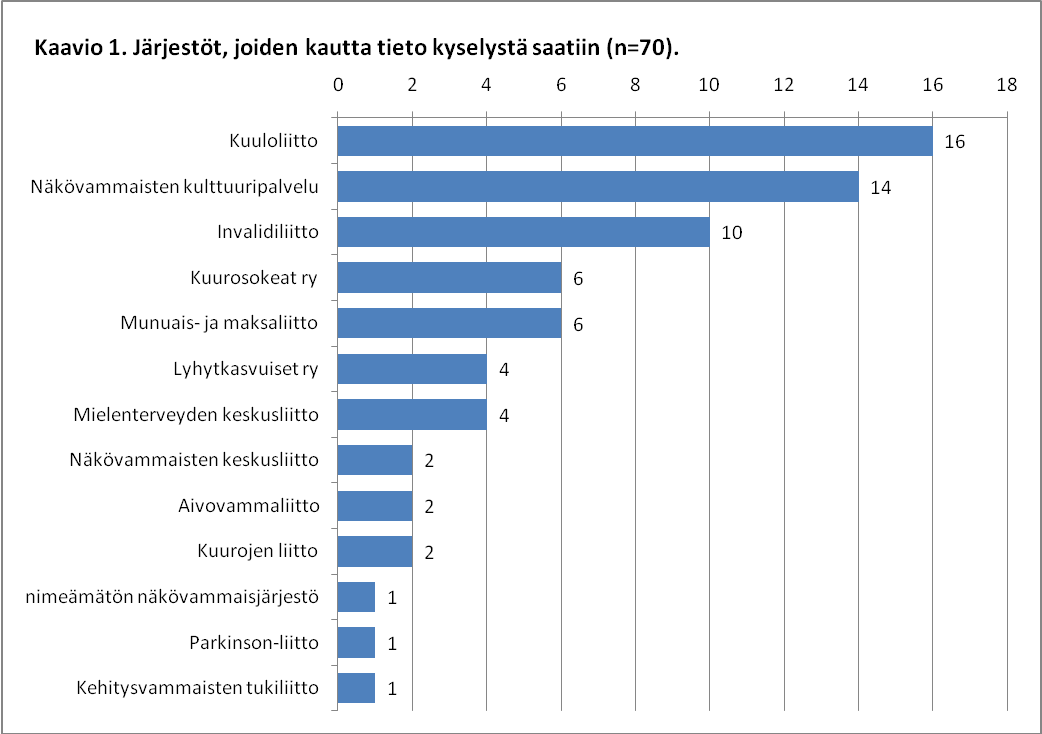 Kaavio 1. Järjestöt, joiden kautta tieto kyselystä saatiin (n=70).
0 2 4 6 8 10 12 14 16 18
Kuuloliitto 16
Näkövammaisten kulttuuripalvelu 14
Invalidiliitto 10
Kuurosokeat ry 6
Munuais- ja maksaliitto 6
Lyhytkasvuiset ry 4
Mielenterveyden keskusliitto 4
Näkövammaisten keskusliitto 2
Aivovammaliitto 2
Kuurojen liitto 2
nimeämätön näkövammaisjärjestö 1
Parkinson-liitto 1
Kehitysvammaisten tukiliitto 1